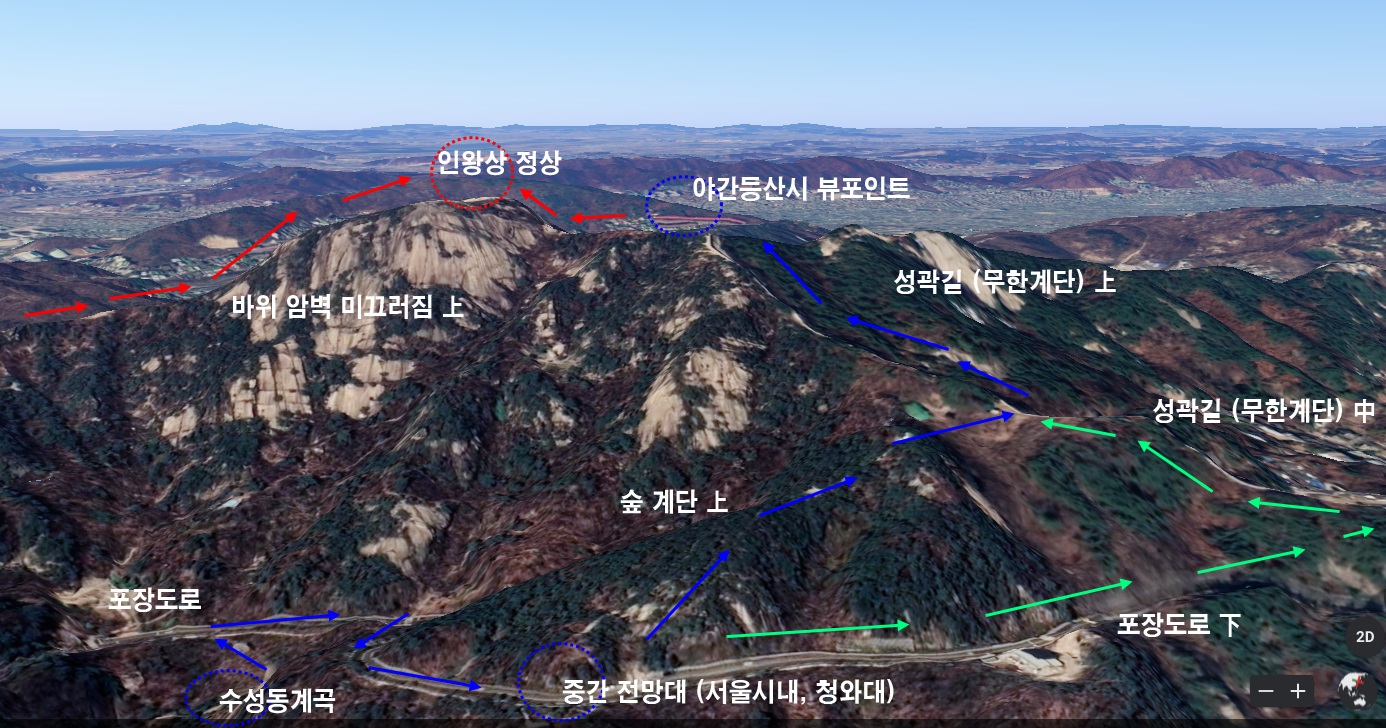 인왕상 정상
야간등산시 뷰포인트
성곽길 (무한계단) 上
바위 암벽 미끄러짐 上
성곽길 (무한계단) 中
숲 계단 上
포장도로
포장도로 下
2D
중간 전망대 (서울시내, 청와대)
수성동계곡